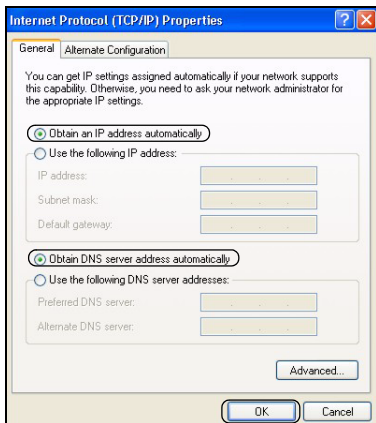 Internet Protocol (TCP/IP) Properties
General Alternate Configuration
You can get IP settings assigned automatically if your network supports
this capability. Otherwise, you need to ask your network administrator for
the appropriate IP settings.
Obtain an IP address automatically
Use the following IP address:
IP address:
Subnet mask:
Default gateway:
Obtain DNS server address automatically
Use the following DNS server addresses:
Preferred DNS server:
Alternate DNS server:
Advanced...
OK Cancel